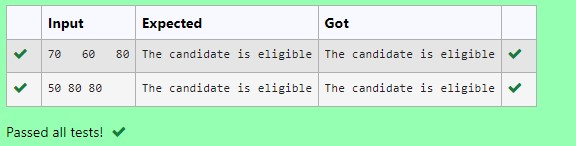 Input Expected Got
70   60   80 The candidate is eligible The candidate is eligible
50 80 80 The candidate is eligible The candidate is eligible
Passed all tests!